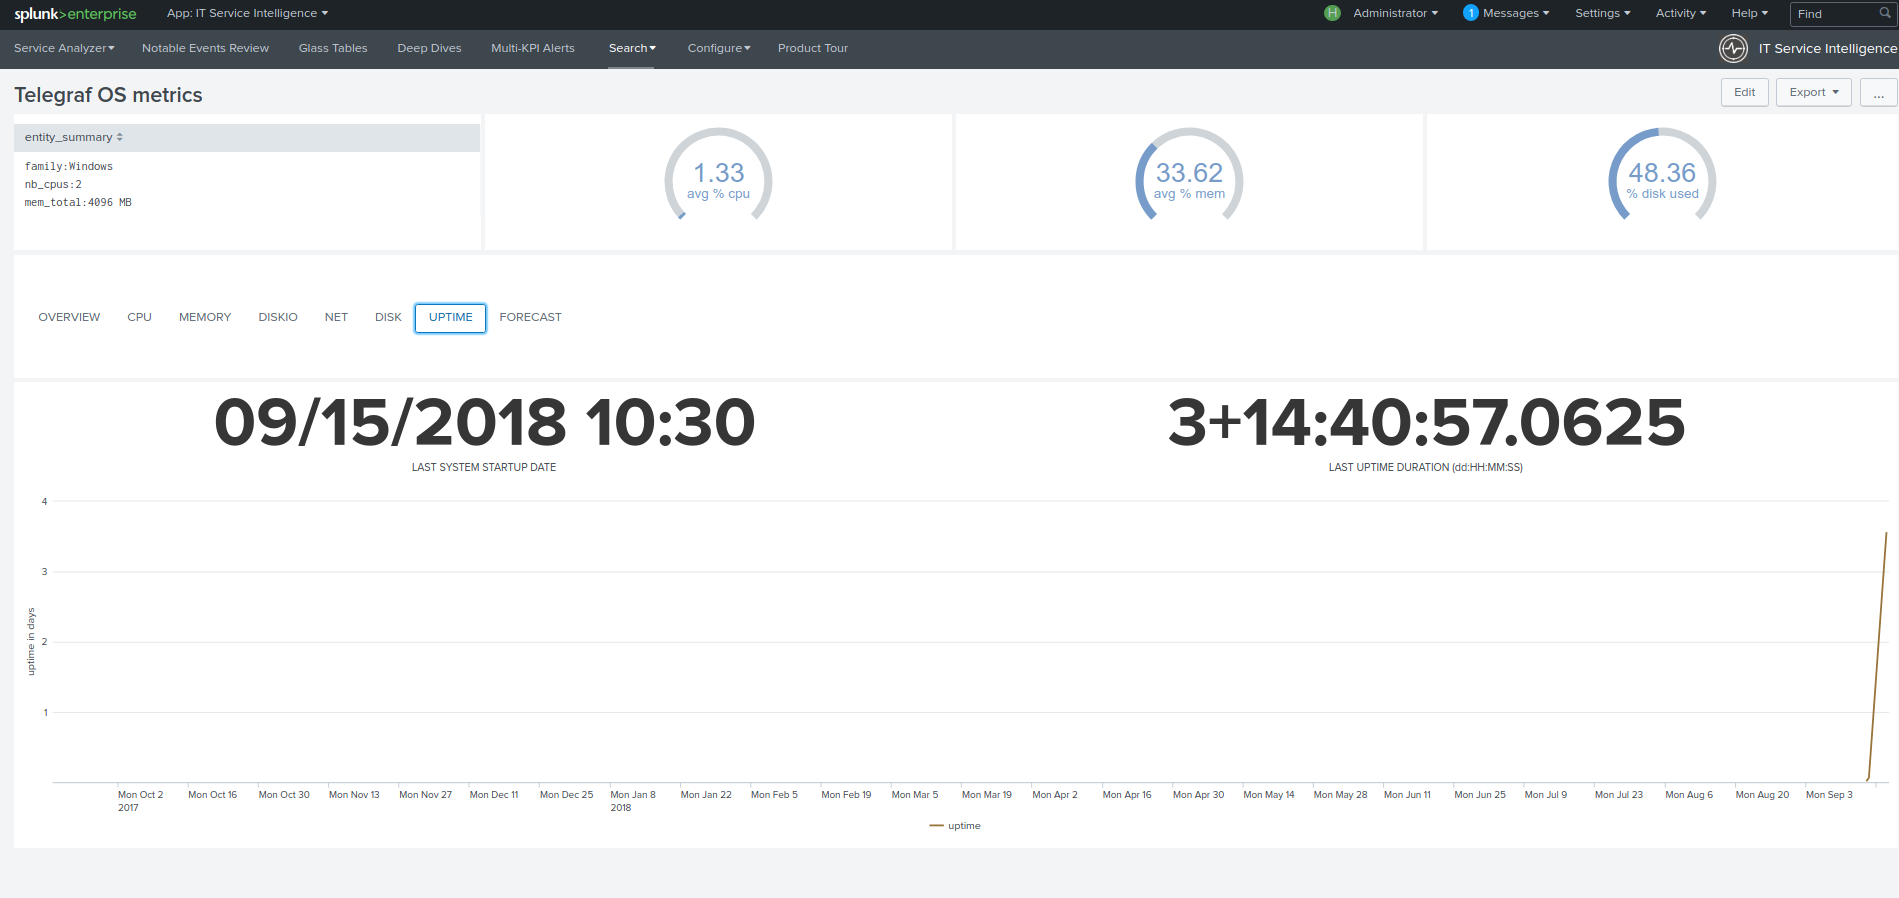 splunk>enterprise App: IT Service Intelligence H Administrator 1 Messages Settings Activity Help Find
Service Analyzer Notable Events Review Glass Tables Deep Dives Multi-KPI Alerts Search Configure Product Tour IT Service Intelligence
Telegraf OS metrics Edit Export ...
entity_summary
family:Windows
nb_cpus:2
mem_total:4096 MB
1.33
avg % cpu
33.62
avg % mem
48.36
% disk used
OVERVIEW CPU MEMORY DISKIO NET DISK UPTIME FORECAST
09/15/2018 10:30
LAST SYSTEM STARTUP DATE
3+14:40:57.0625
LAST UPTIME DURATION (dd:HH:MM:SS)
4
3
2
1
uptime in days
Mon Oct 2 Mon Oct 16 Mon Oct 30 Mon Nov 13 Mon Nov 27 Mon Dec 11 Mon Dec 25 Mon Jan 8 Mon Jan 22 Mon Feb 5 Mon Feb 19 Mon Mar 5 Mon Mar 19 Mon Apr 2 Mon Apr 16 Mon Apr 30 Mon May 14 Mon May 28 Mon Jun 11 Mon Jun 25 Mon Jul 9 Mon Jul 23 Mon Aug 6 Mon Aug 20 Mon Sep 3
2017 2018
uptime